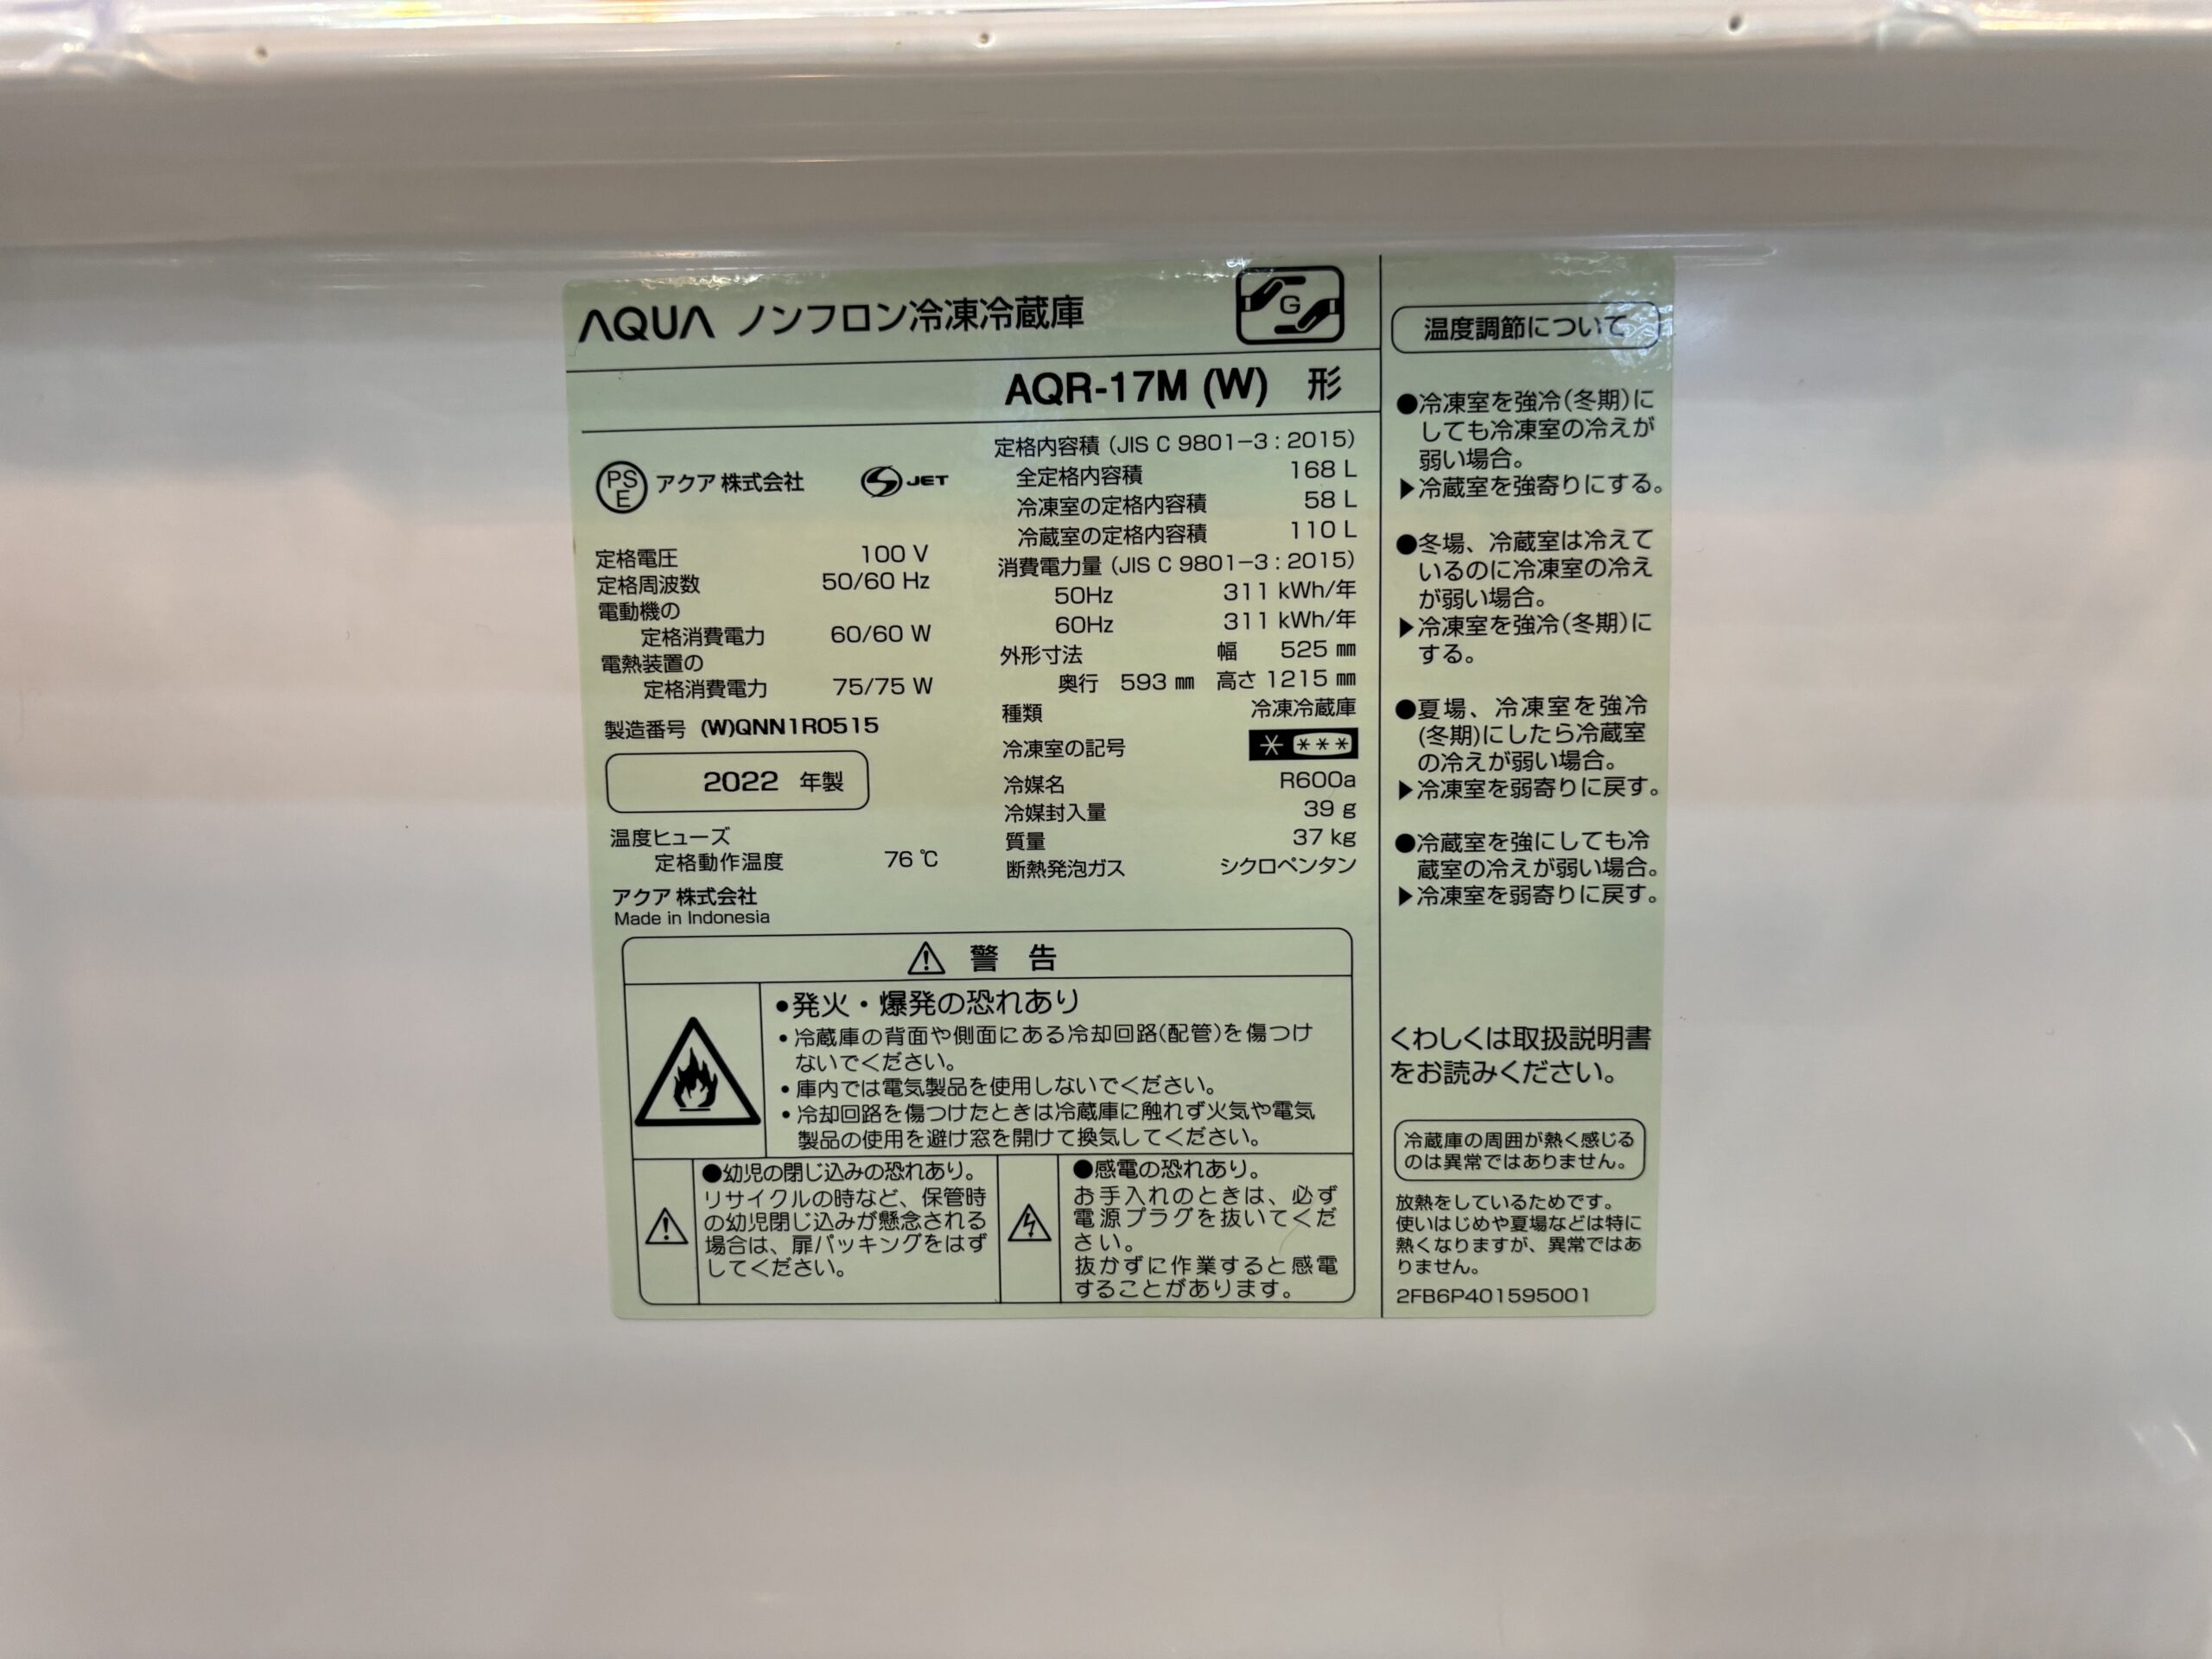 AQUA ノンフロン冷凍冷蔵庫
G
AQR-17M (W) 形
PS
E
アクア 株式会社
S JET
定格電圧 100 V
定格周波数 50/60 Hz
電動機の
定格消費電力 60/60 W
電熱装置の
定格消費電力 75/75 W
製造番号 (W)QNN1R0515
2022 年製
温度ヒューズ
定格動作温度 76 ℃
アクア 株式会社
Made in Indonesia
定格内容積 (JIS C 9801-3 : 2015)
全定格内容積 168 L
冷凍室の定格内容積 58 L
冷蔵室の定格内容積 110 L
消費電力量 (JIS C 9801-3 : 2015)
50Hz 311 kWh/年
60Hz 311 kWh/年
外形寸法 幅 525 ㎜
奥行 593 ㎜ 高さ 1215 ㎜
種類 冷凍冷蔵庫
冷凍室の記号 * ***
冷媒名 R600a
冷媒封入量 39 g
質量 37 kg
断熱発泡ガス シクロペンタン
⚠ 警 告
•発火・爆発の恐れあり
•冷蔵庫の背面や側面にある冷却回路(配管)を傷つけ
ないでください。
•庫内では電気製品を使用しないでください。
•冷却回路を傷つけたときは冷蔵庫に触れず火気や電気
製品の使用を避け窓を開けて換気してください。
●幼児の閉じ込みの恐れあり。
リサイクルの時など、保管時
の幼児閉じ込みが懸念される
場合は、扉パッキングをはず
してください。
●感電の恐れあり。
お手入れのときは、必ず
電源プラグを抜いてくだ
さい。
抜かずに作業すると感電
することがあります。
温度調節について
●冷凍室を強冷(冬期)に
しても冷凍室の冷えが
弱い場合。
▶冷蔵室を強寄りにする。
●冬場、冷蔵室は冷えて
いるのに冷凍室の冷え
が弱い場合。
▶冷凍室を強冷(冬期)に
する。
●夏場、冷凍室を強冷
(冬期)にしたら冷蔵室
の冷えが弱い場合。
▶冷凍室を弱寄りに戻す。
●冷蔵室を強にしても冷
蔵室の冷えが弱い場合。
▶冷凍室を弱寄りに戻す。
くわしくは取扱説明書
をお読みください。
冷蔵庫の周囲が熱く感じる
のは異常ではありません。
放熱をしているためです。
使いはじめや夏場などは特に
熱くなりますが、異常ではあ
りません。
2FB6P401595001